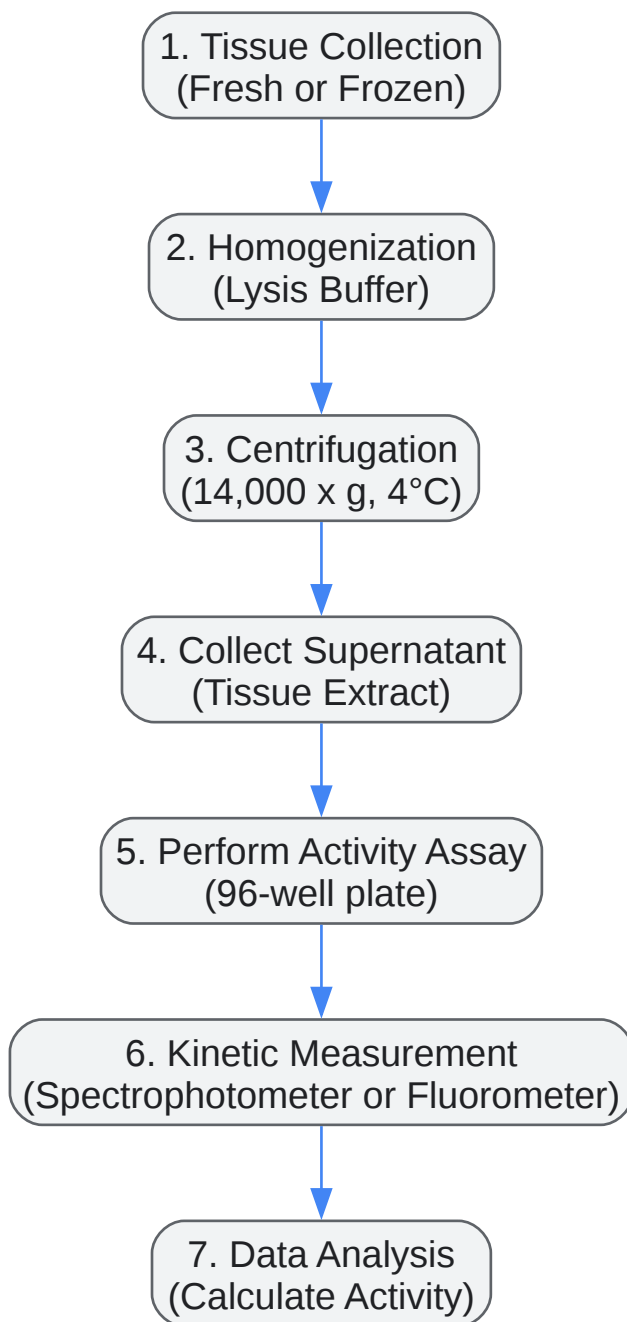 1. Tissue Collection
(Fresh or Frozen)
2. Homogenization
(Lysis Buffer)
3. Centrifugation
(14,000 x g, 4°C)
4. Collect Supernatant
(Tissue Extract)
5. Perform Activity Assay
(96-well plate)
6. Kinetic Measurement
(Spectrophotometer or Fluorometer)
7. Data Analysis
(Calculate Activity)